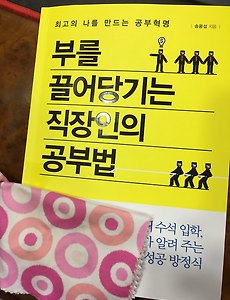 최고의 나를 만드는 공부혁명
송용섭 지음
부를
끌어당기는
직장인의
공부법
수석 입학,
알려 주는
성공 방정식